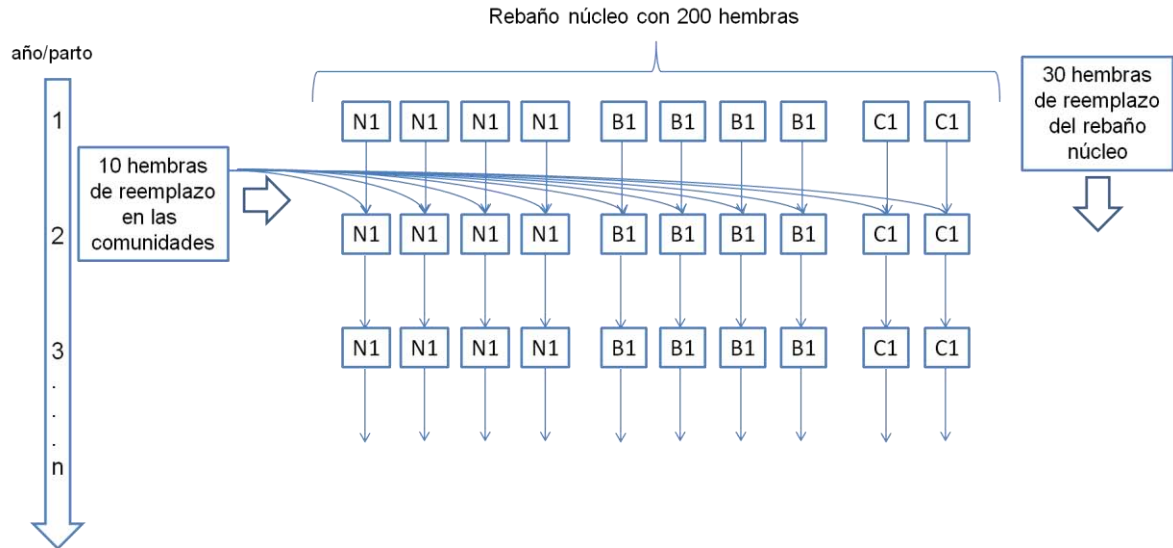 Rebaño núcleo con 200 hembras
año/parto
30 hembras
de reemplazo
del rebaño
núcleo
1
N1 N1 N1 N1 B1 B1 B1 B1 C1 C1
10 hembras
de reemplazo
en las
comunidades
2
N1 N1 N1 N1 B1 B1 B1 B1 C1 C1
3
N1 N1 N1 N1 B1 B1 B1 B1 C1 C1
.
.
.
.
n